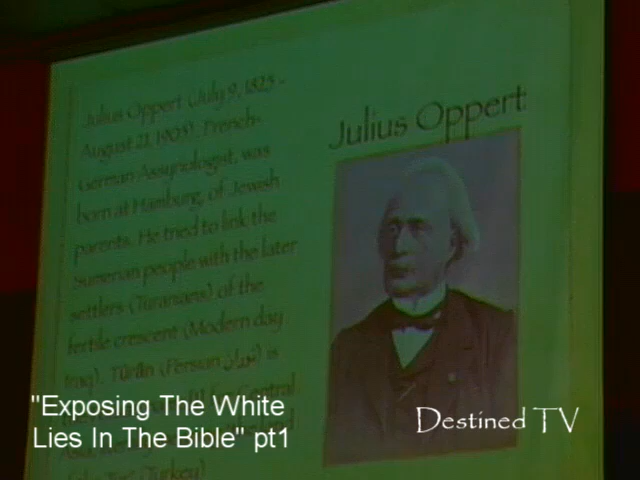 Julius Oppert (July 9, 1825 -
August 21, 1905), French-
German Assyriologist, was
born at Hamburg, of Jewish
parents. He tried to link the
Sumerian people with the later
settlers (Turanians) of the
fertile crescent (Modern day
Iraq). Tūrān (Persian توران) is
Central
(Turkey)
Julius Oppert
"Exposing The White
Lies In The Bible" pt1
Destined TV